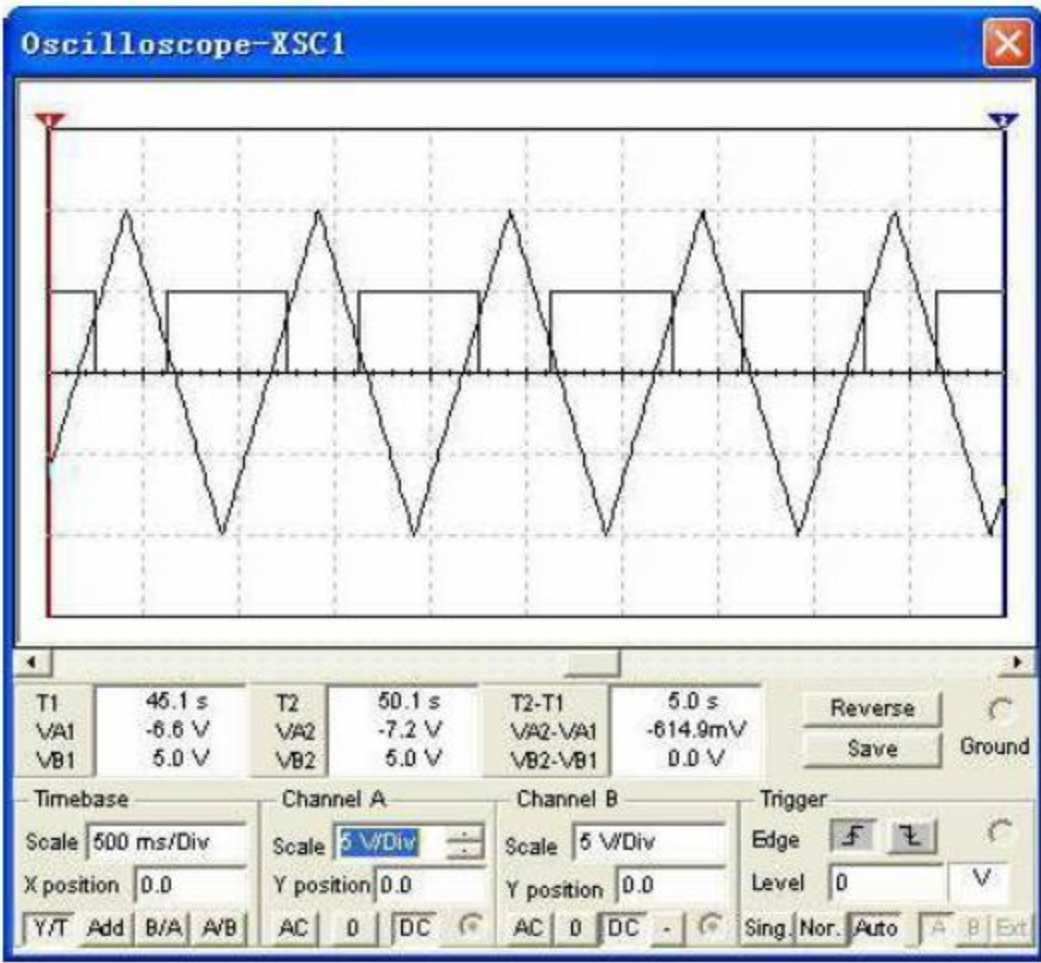 Oscilloscope-XSC1
1
2
T1 45.1 s T2 50.1 s T2-T1 5.0 s
VA1 -6.6 V VA2 -7.2 V VA2-VA1 -614.9mV
VB1 5.0 V VB2 5.0 V VB2-VB1 0.0 V
Reverse
Save
Ground
Timebase
Scale 500 ms/Div
X position 0.0
Y/T Add B/A A/B
Channel A
Scale 5 V/Div
Y position 0.0
AC 0 DC
Channel B
Scale 5 V/Div
Y position 0.0
AC 0 DC -
Trigger
Edge
Level 0 V
Sing. Nor. Auto A B Ext